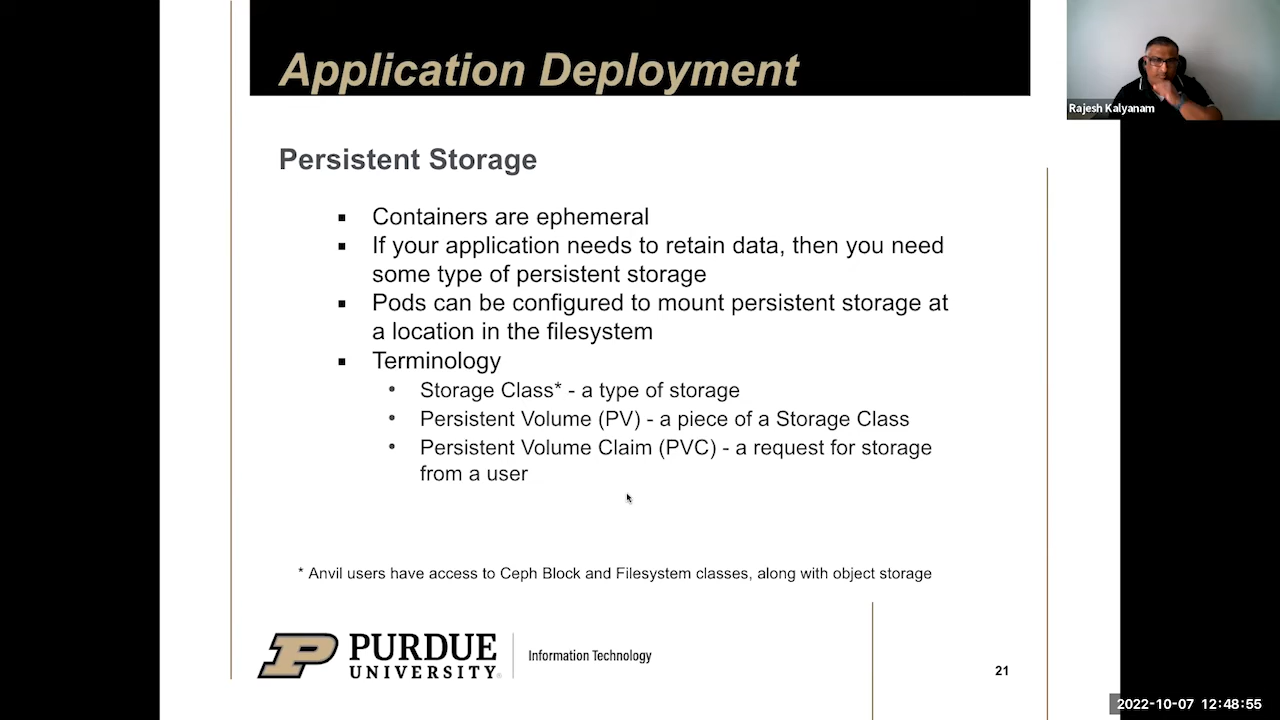 Application Deployment
Rajesh Kalyanam
Persistent Storage
Containers are ephemeral
If your application needs to retain data, then you need
some type of persistent storage
Pods can be configured to mount persistent storage at
a location in the filesystem
Terminology
Storage Class* - a type of storage
Persistent Volume (PV) - a piece of a Storage Class
Persistent Volume Claim (PVC) - a request for storage
from a user
* Anvil users have access to Ceph Block and Filesystem classes, along with object storage
PURDUE
UNIVERSITY®
Information Technology
21
2022-10-07 12:48:55